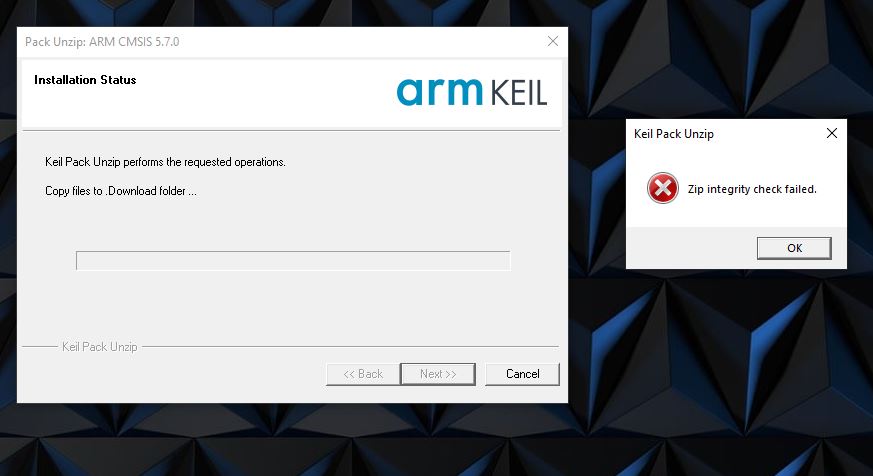 Pack Unzip: ARM CMSIS 5.7.0
Installation Status
arm KEIL
Keil Pack Unzip performs the requested operations.
Copy files to .Download folder ...
Keil Pack Unzip
<< Back
Next >>
Cancel
Keil Pack Unzip
Zip integrity check failed.
OK